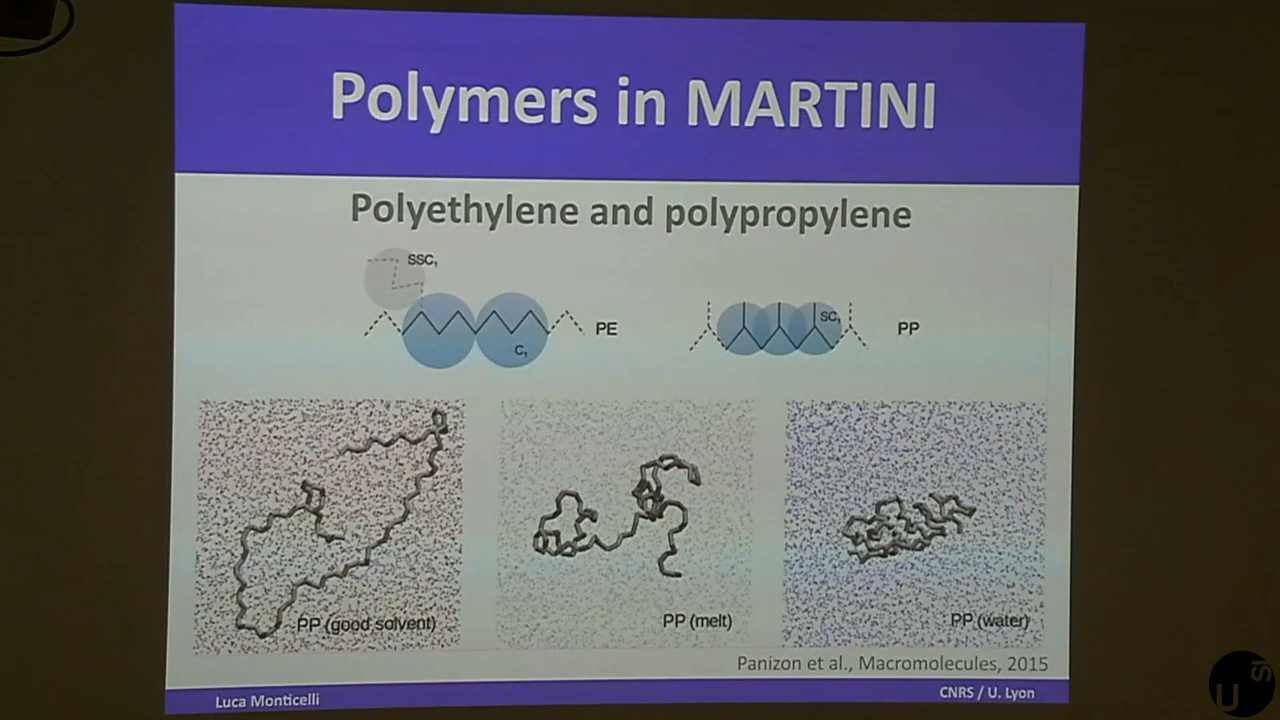 Polymers in MARTINI
Polyethylene and polypropylene
SSC₁
PE
C₁
SC₁
PP
PP (good solvent)
PP (melt)
PP (water)
Panizon et al., Macromolecules, 2015
Luca Monticelli
CNRS / U. Lyon
U
SI